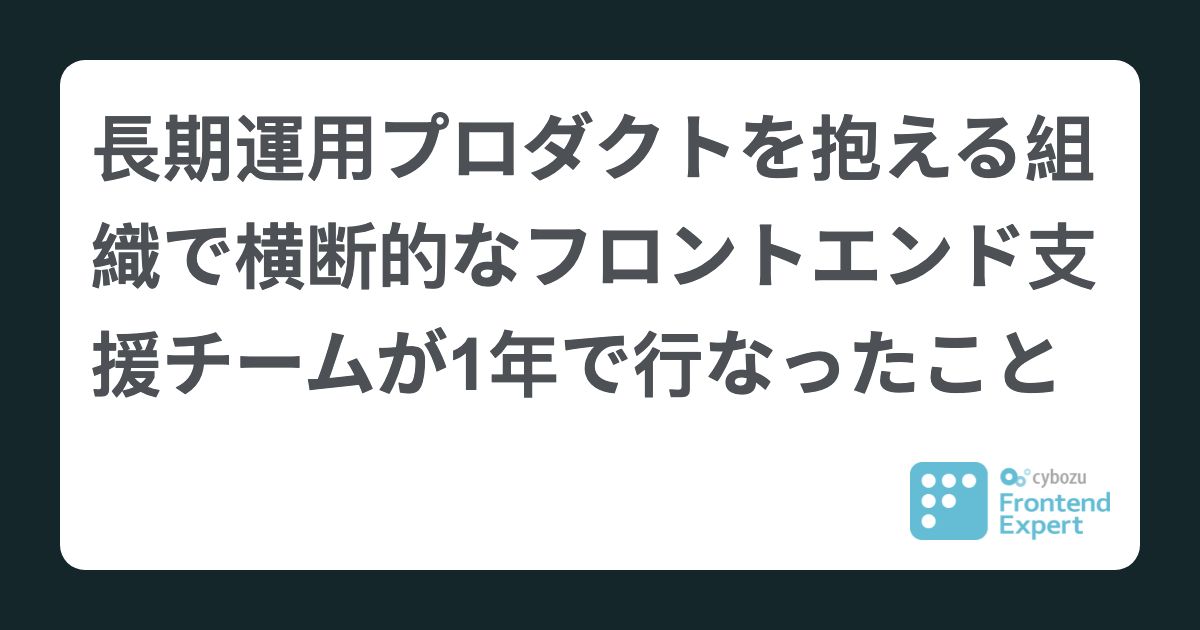 長期運用プロダクトを抱える組
織で横断的なフロントエンド支
援チームが1年で行なったこと
cybozu
Frontend
Expert